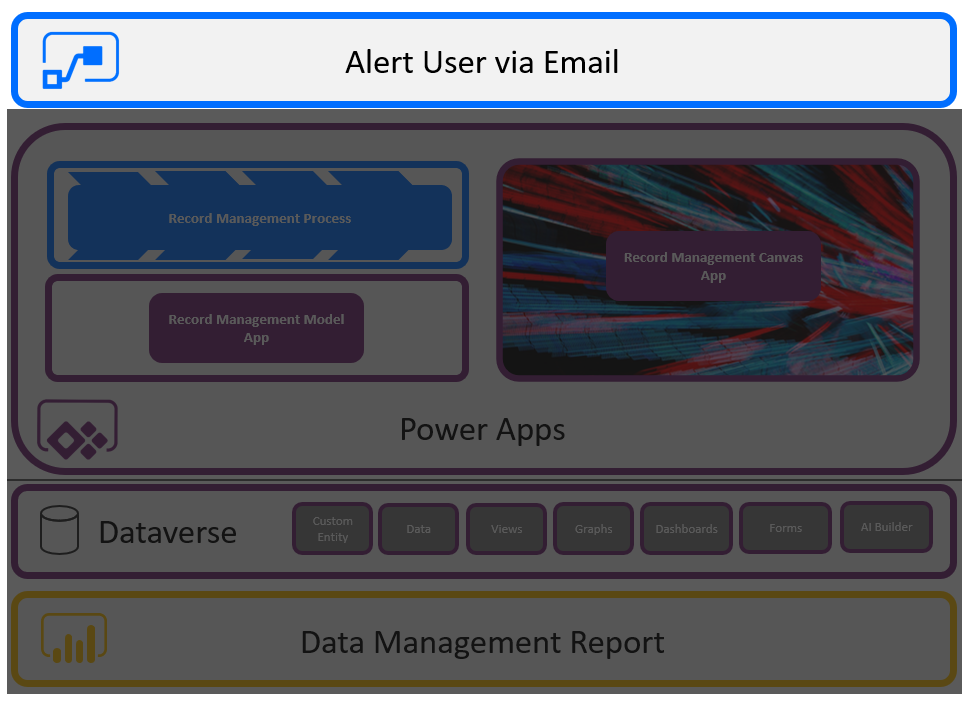 Alert User via Email
Record Management Process
Record Management Canvas
App
Record Management Model
App
Power Apps
Dataverse
Custom
Entity
Data
Views
Graphs
Dashboards
Forms
AI Builder
Data Management Report